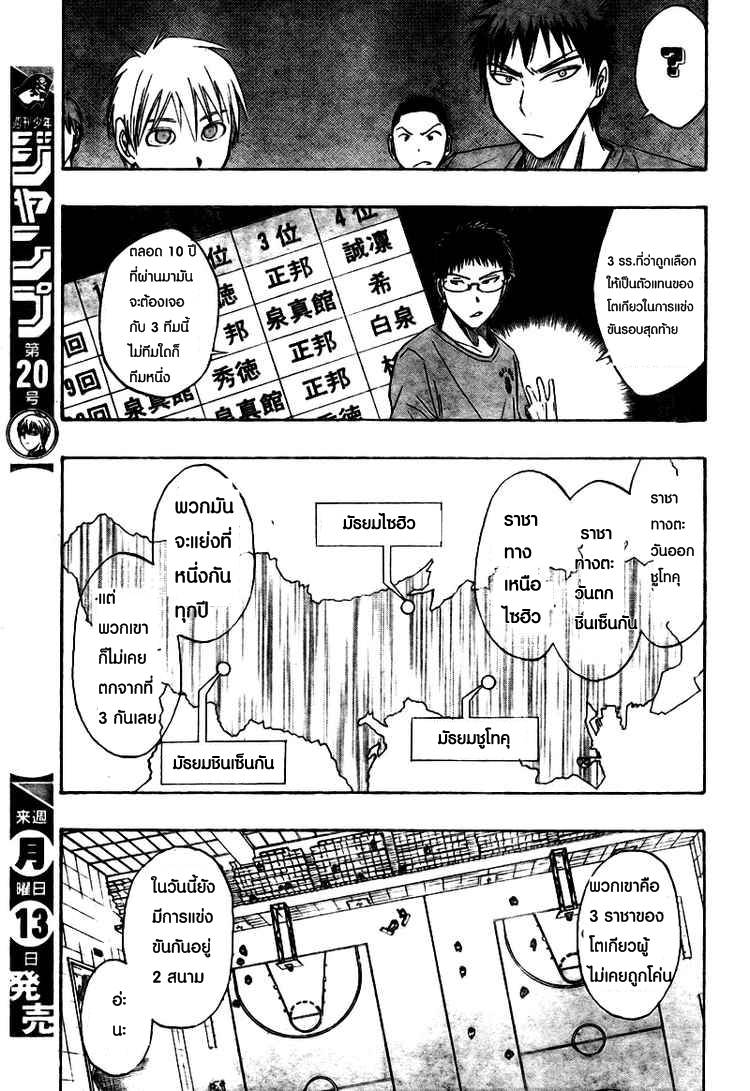 ?
3 รร.ที่ว่าถูกเลือก
ให้เป็นตัวแทนของ
โตเกียวในการแข่ง
ขันรอบสุดท้าย
ตลอด 10 ปี
ที่ผ่านมามัน
จะต้องเจอ
กับ 3 ทีมนี้
ไม่ทีมใดก็
ทีมหนึ่ง
位 3位 4位
徳 正邦 誠凛
回 邦 泉真館 希
9回 秀徳 正邦 白泉
泉真館 正邦
泉真館 秀徳
ราชา
ทางตะ
วันออก
ชูโทคุ
ราชา
ทางตะ
วันตก
ชินเซ็นกัน
ราชา
ทาง
เหนือ
ไซฮิว
มัธยมไซฮิว
มัธยมชูโทคุ
มัธยมชินเซ็นกัน
พวกมัน
จะแย่งที่
หนึ่งกัน
ทุกปี
แต่
พวกเขา
ก็ไม่เคย
ตกจากที่
3 กันเลย
พวกเขาคือ
3 ราชาของ
โตเกียวผู้
ไม่เคยถูกโค่น
ในวันนี้ยัง
มีการแข่ง
ขันกันอยู่
2 สนาม
อ่ะ
นะ
週刊少年
ジャンプ
第
20
号
来週
月
曜日
13
日
発売